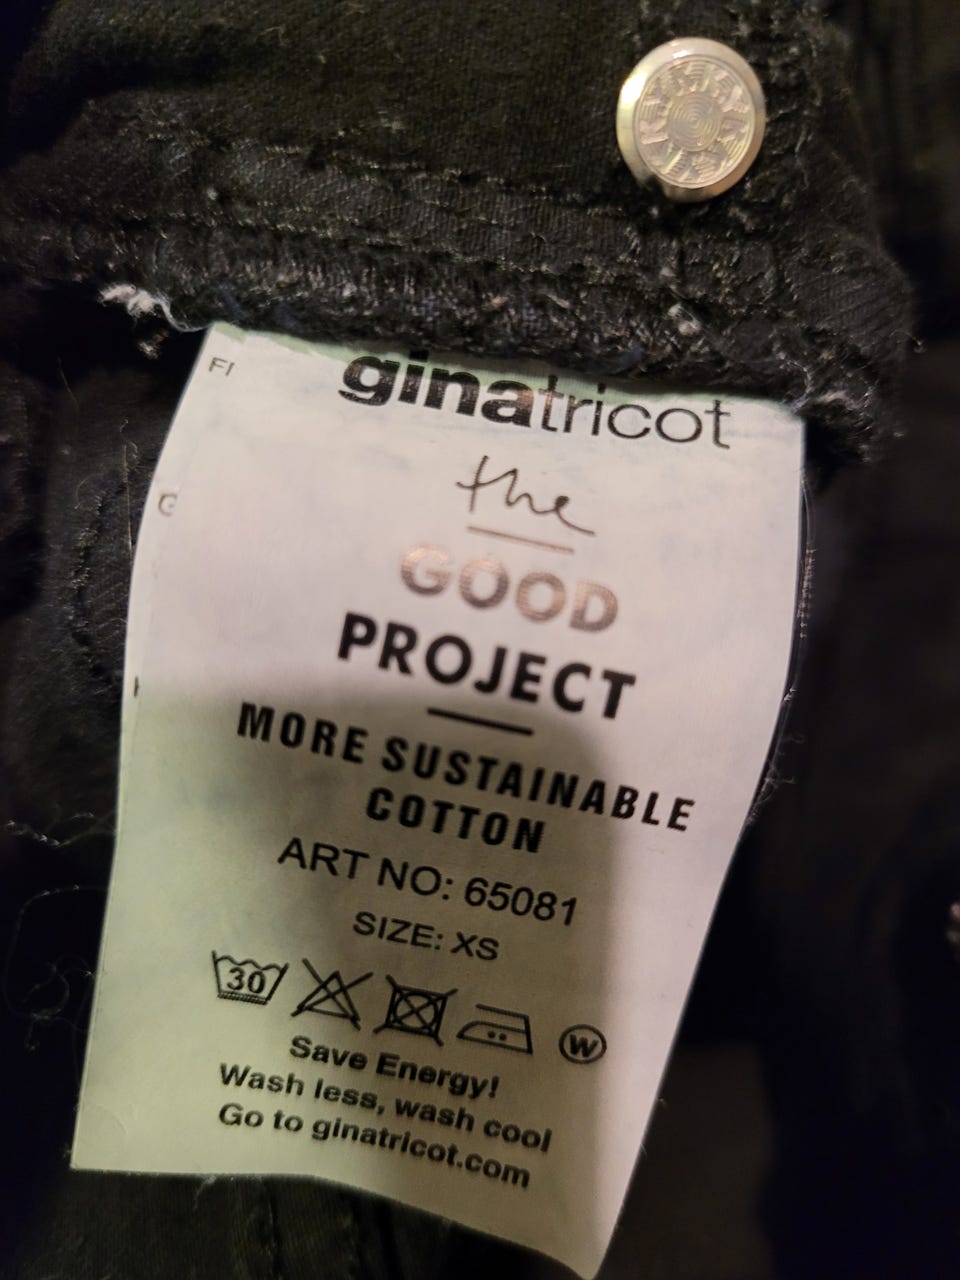 FI
ginatricot
the
GOOD
PROJECT
MORE SUSTAINABLE
COTTON
ART NO: 65081
SIZE: XS
30
W
Save Energy!
Wash less, wash cool
Go to ginatricot.com